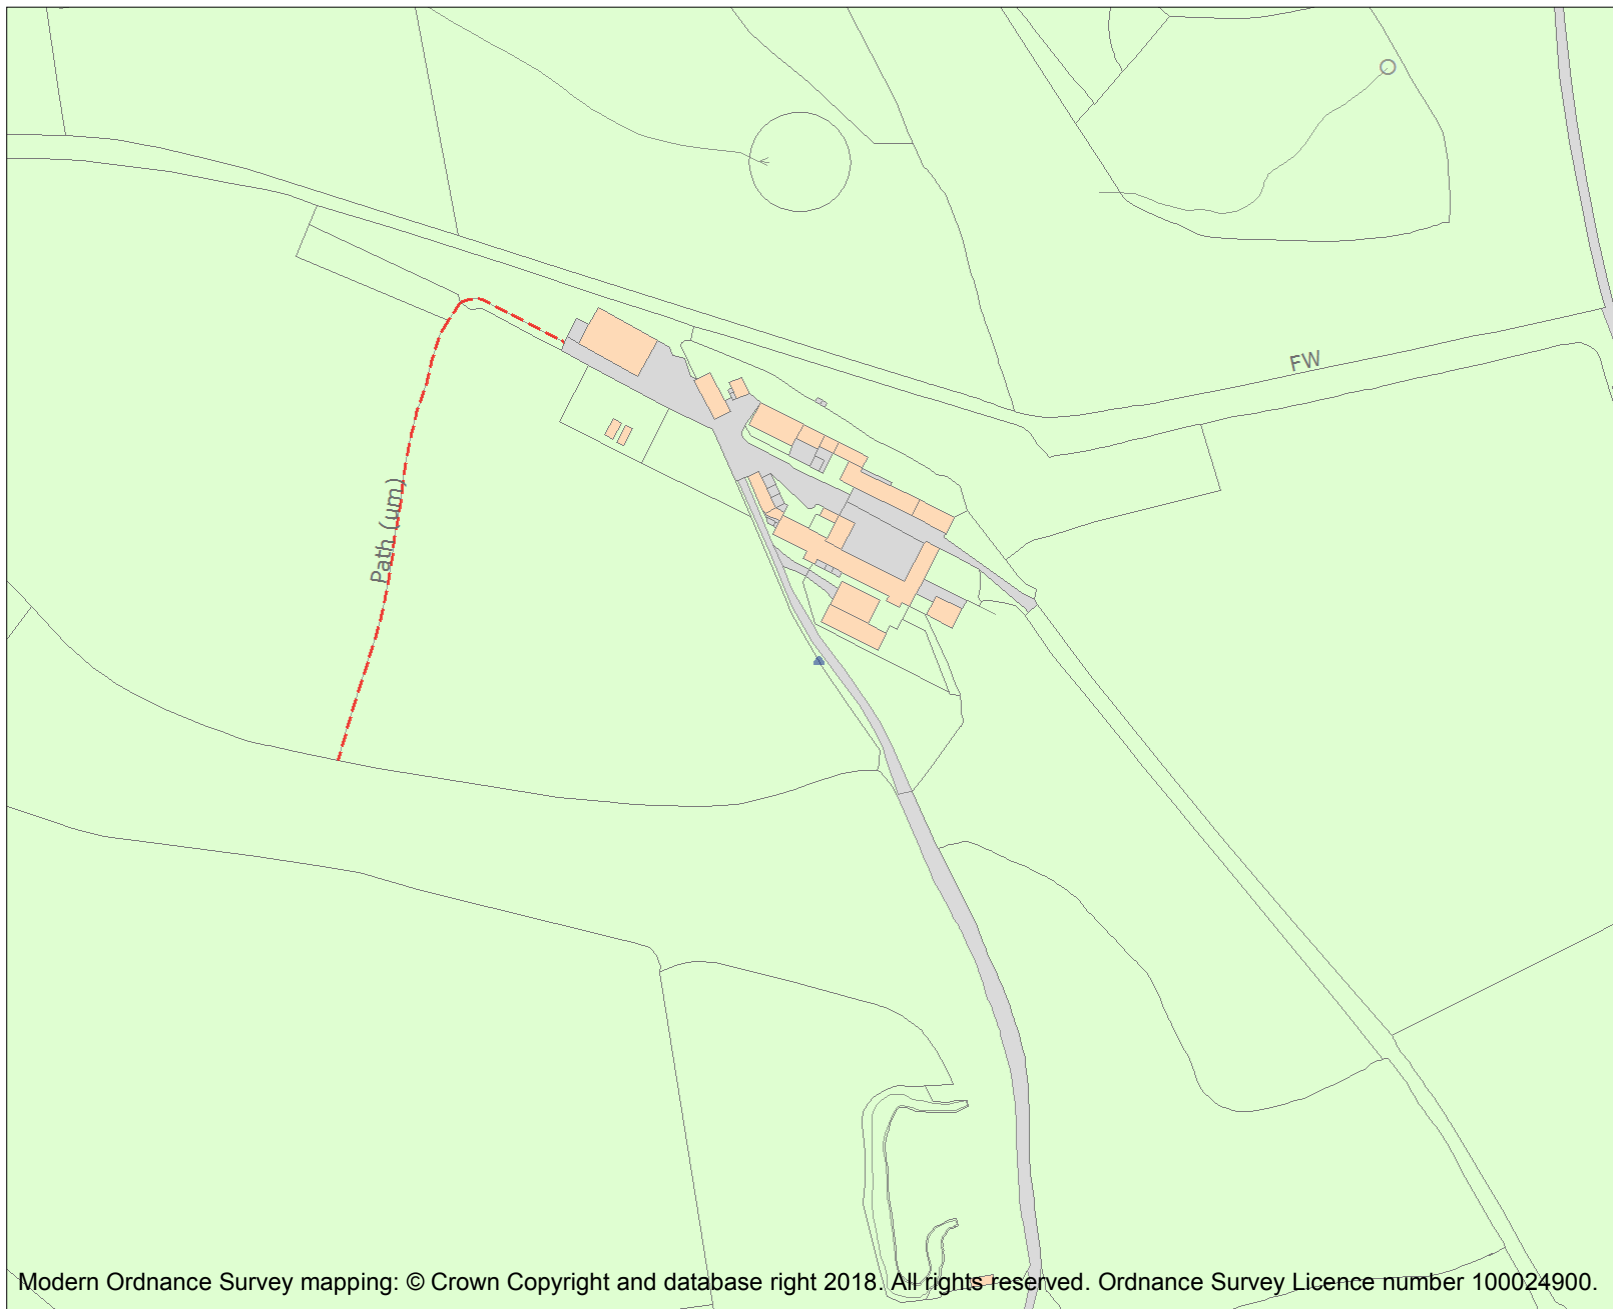 FW
Path (um)
Modern Ordnance Survey mapping: © Crown Copyright and database right 2018. All rights reserved. Ordnance Survey Licence number 100024900.